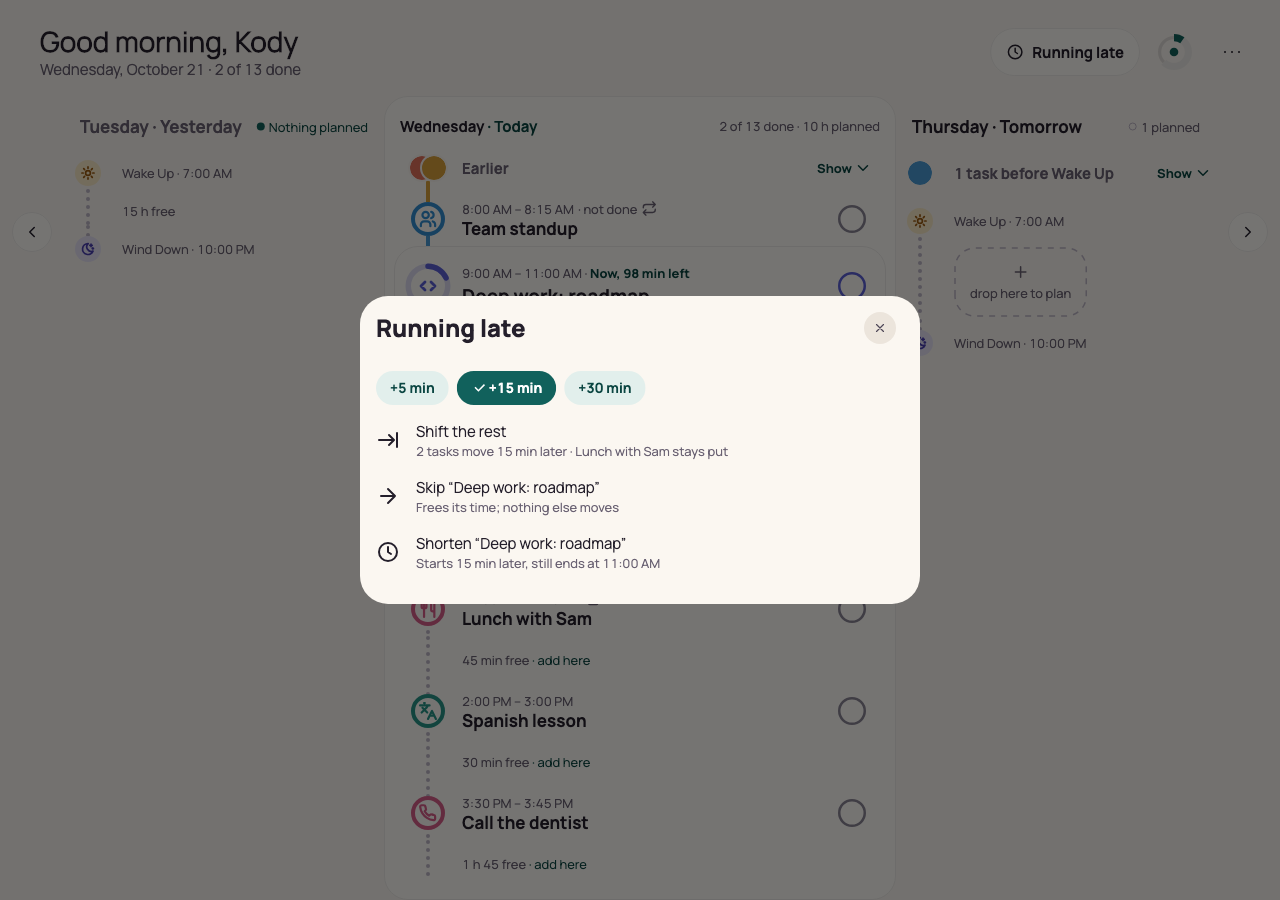 Good morning, Kody
Wednesday, October 21 · 2 of 13 done
Running late
Tuesday · Yesterday
Nothing planned
Wake Up · 7:00 AM
15 h free
Wind Down · 10:00 PM
Wednesday · Today
2 of 13 done · 10 h planned
Earlier
Show
8:00 AM – 8:15 AM · not done
Team standup
9:00 AM – 11:00 AM · Now, 98 min left
Deep work: roadmap
Thursday · Tomorrow
1 planned
1 task before Wake Up
Show
Wake Up · 7:00 AM
drop here to plan
Wind Down · 10:00 PM
Running late
+5 min
+15 min
+30 min
Shift the rest
2 tasks move 15 min later · Lunch with Sam stays put
Skip “Deep work: roadmap”
Frees its time; nothing else moves
Shorten “Deep work: roadmap”
Starts 15 min later, still ends at 11:00 AM
Lunch with Sam
45 min free · add here
2:00 PM – 3:00 PM
Spanish lesson
30 min free · add here
3:30 PM – 3:45 PM
Call the dentist
1 h 45 free · add here